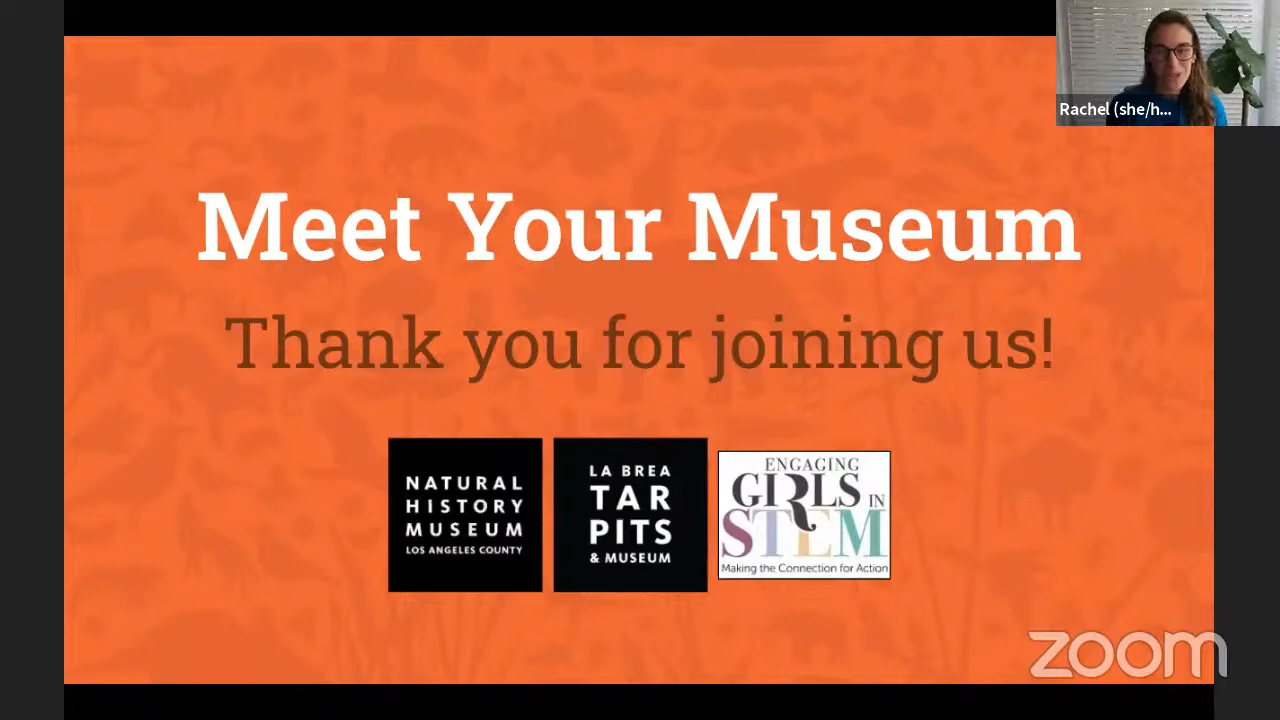 Rachel (she/h...
Meet Your Museum
Thank you for joining us!
NATURAL
HISTORY
MUSEUM
LOS ANGELES COUNTY
LA BREA
TAR
PITS
& MUSEUM
ENGAGING
GIRLS IN
STEM
Making the Connection for Action
zoom